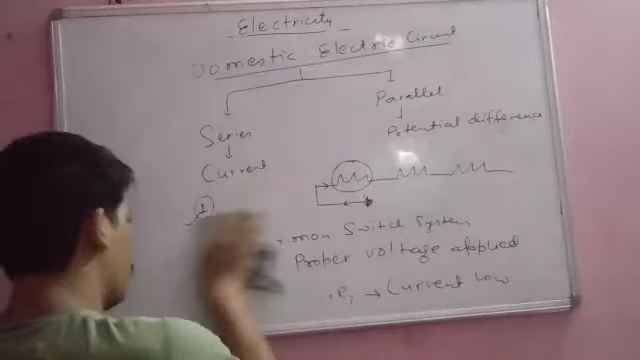 Electricity
Domestic Electric Circuit
Parallel
Series
Potential difference
Current
1
mon Switch System
Proper voltage applied
→ Current low